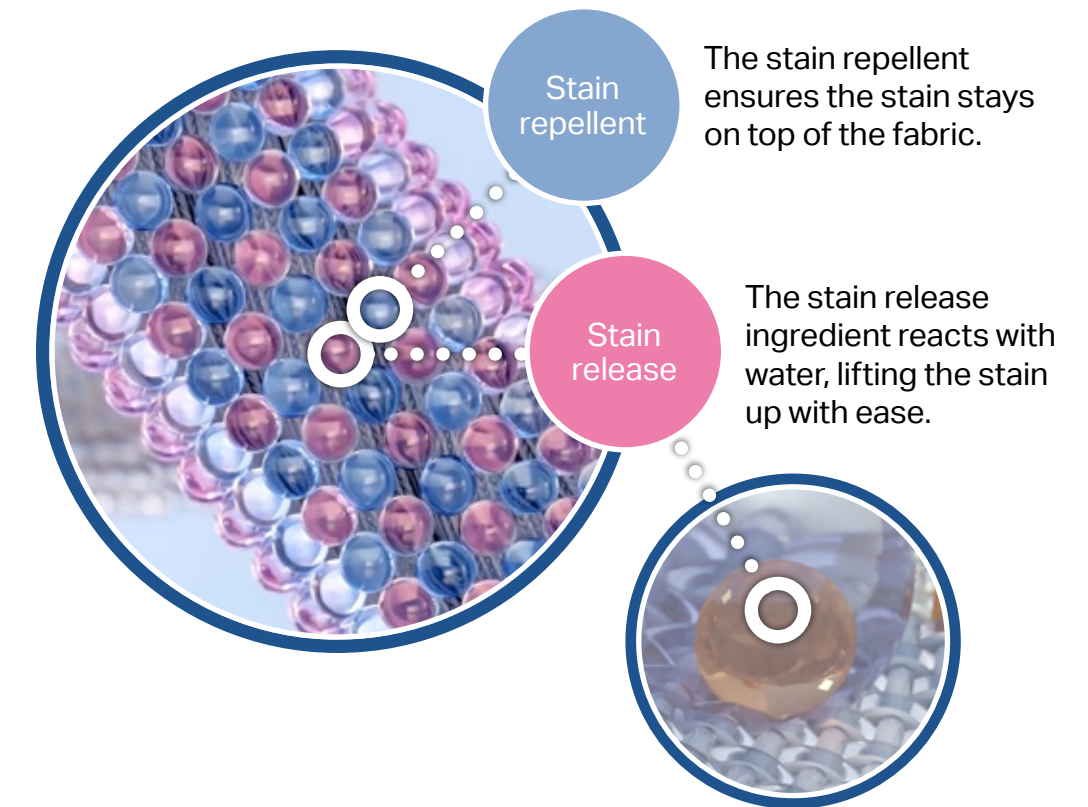 Stain
repellent
The stain repellent
ensures the stain stays
on top of the fabric.
Stain
release
The stain release
ingredient reacts with
water, lifting the stain
up with ease.